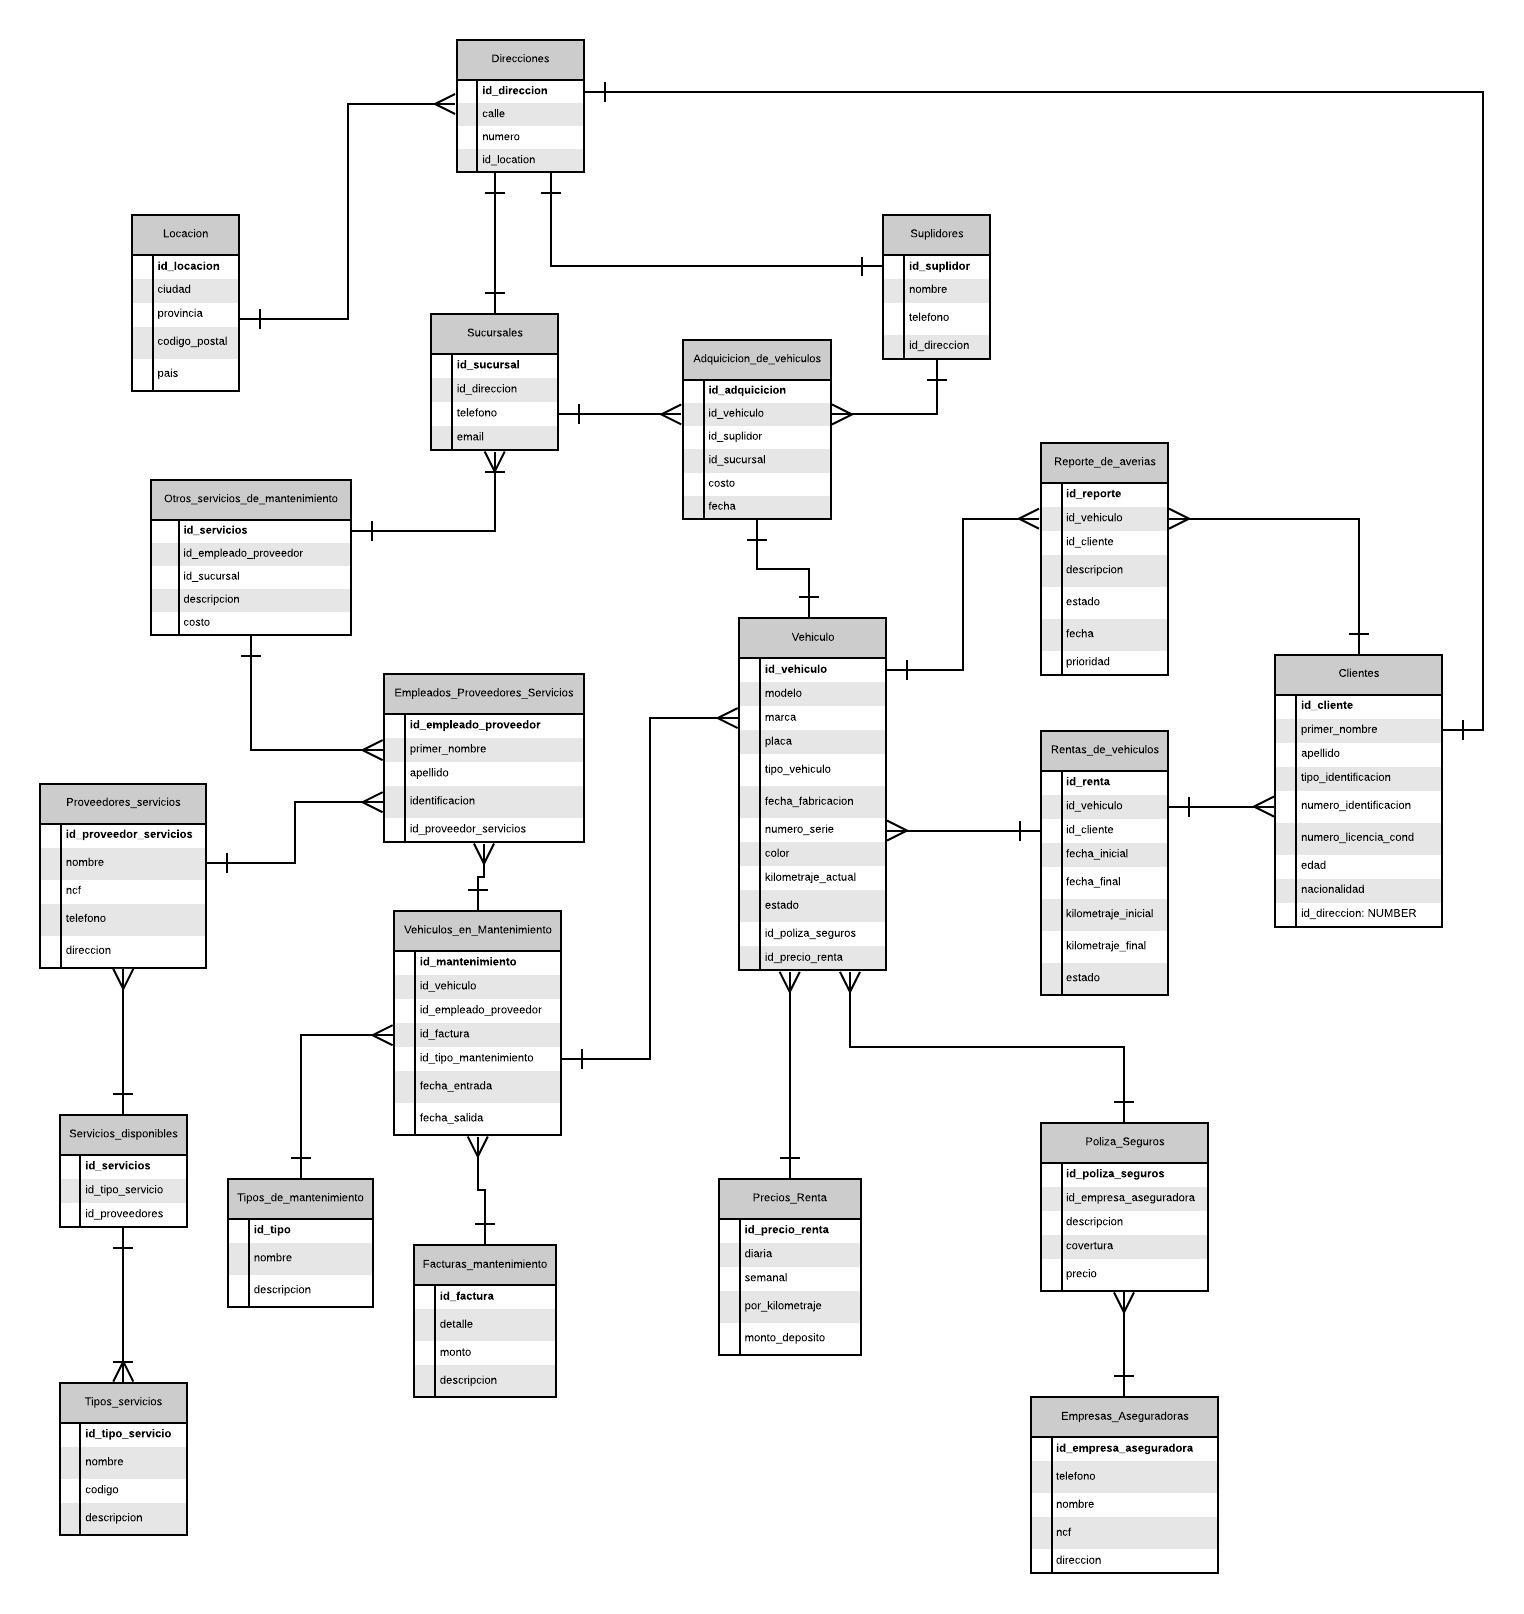 Direcciones
id_direccion
calle
numero
id_location
Locacion
id_locacion
ciudad
provincia
codigo_postal
pais
Suplidores
id_suplidor
nombre
telefono
id_direccion
Sucursales
id_sucursal
id_direccion
telefono
email
Adquicicion_de_vehiculos
id_adquicicion
id_vehiculo
id_suplidor
id_sucursal
costo
fecha
Reporte_de_averias
id_reporte
id_vehiculo
id_cliente
descripcion
estado
fecha
prioridad
Otros_servicios_de_mantenimiento
id_servicios
id_empleado_proveedor
id_sucursal
descripcion
costo
Vehiculo
id_vehiculo
modelo
marca
placa
tipo_vehiculo
fecha_fabricacion
numero_serie
color
kilometraje_actual
estado
id_poliza_seguros
id_precio_renta
Clientes
id_cliente
primer_nombre
apellido
tipo_identificacion
numero_identificacion
numero_licencia_cond
edad
nacionalidad
id_direccion: NUMBER
Empleados_Proveedores_Servicios
id_empleado_proveedor
primer_nombre
apellido
identificacion
id_proveedor_servicios
Rentas_de_vehiculos
id_renta
id_vehiculo
id_cliente
fecha_inicial
fecha_final
kilometraje_inicial
kilometraje_final
estado
Proveedores_servicios
id_proveedor_servicios
nombre
ncf
telefono
direccion
Vehiculos_en_Mantenimiento
id_mantenimiento
id_vehiculo
id_empleado_proveedor
id_factura
id_tipo_mantenimiento
fecha_entrada
fecha_salida
Servicios_disponibles
id_servicios
id_tipo_servicio
id_proveedores
Poliza_Seguros
id_poliza_seguros
id_empresa_aseguradora
descripcion
covertura
precio
Tipos_de_mantenimiento
id_tipo
nombre
descripcion
Precios_Renta
id_precio_renta
diaria
semanal
por_kilometraje
monto_deposito
Facturas_mantenimiento
id_factura
detalle
monto
descripcion
Tipos_servicios
id_tipo_servicio
nombre
codigo
descripcion
Empresas_Aseguradoras
id_empresa_aseguradora
telefono
nombre
ncf
direccion